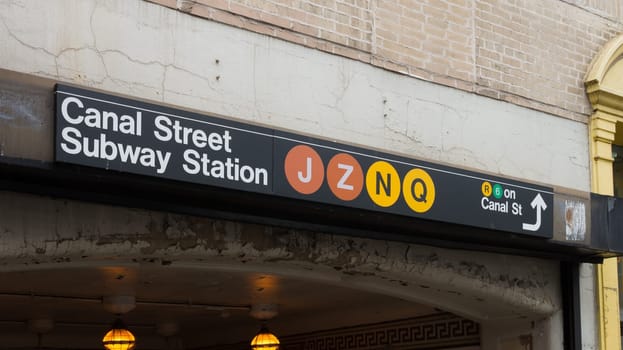 Canal Street
Subway Station
J Z N Q
R 6 on
Canal St